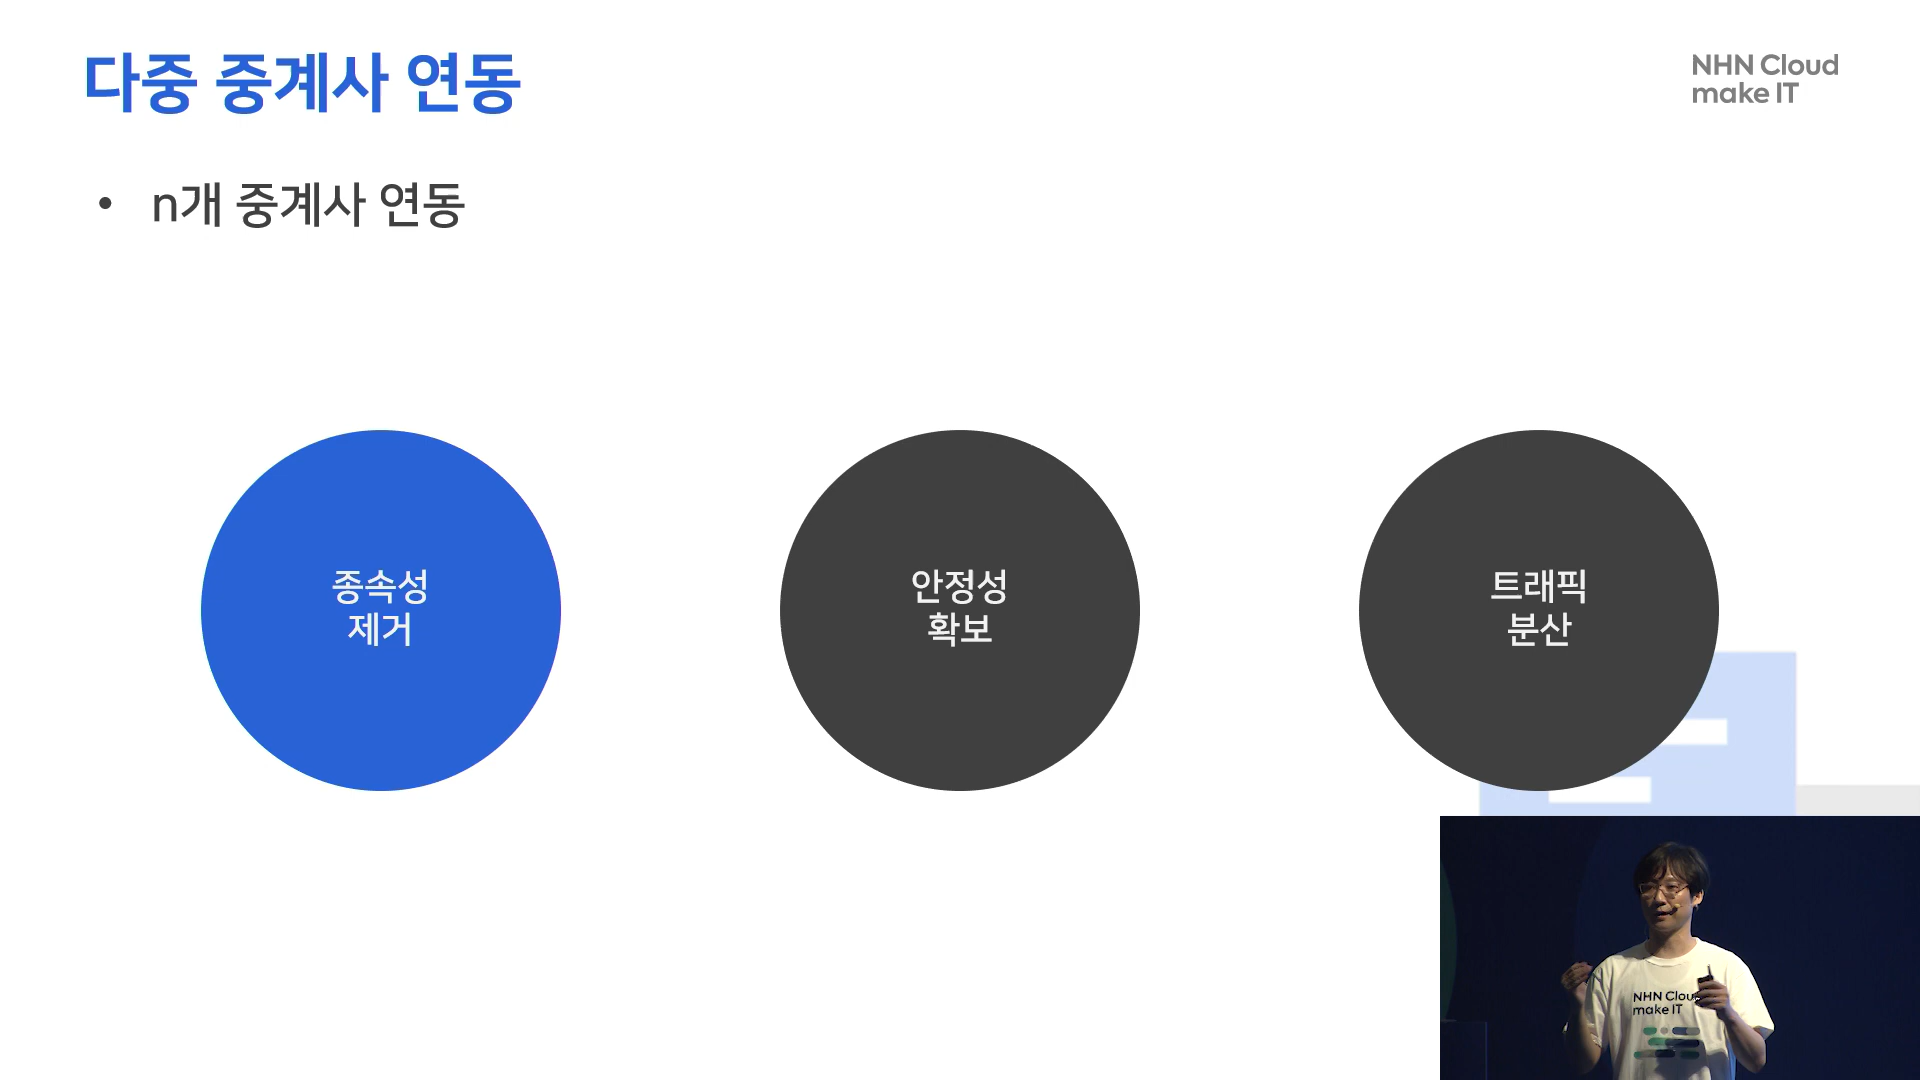 다중 중계사 연동
NHN Cloud
make IT
• n개 중계사 연동
종속성
제거
안정성
확보
트래픽
분산
NHN Clou
make IT